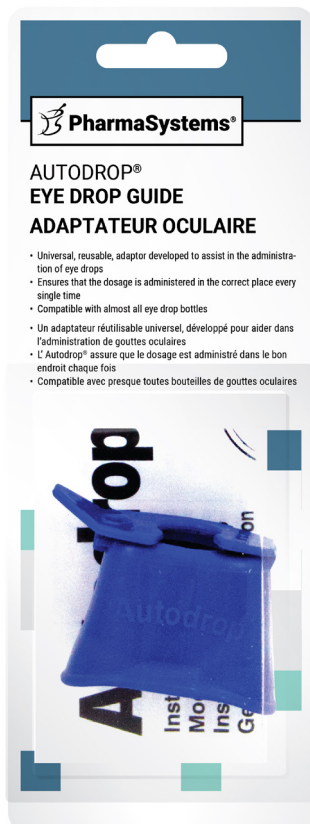 PharmaSystems®
AUTODROP®
EYE DROP GUIDE
ADAPTATEUR OCULAIRE
• Universal, reusable, adaptor developed to assist in the administra-
tion of eye drops
• Ensures that the dosage is administered in the correct place every
single time
• Compatible with almost all eye drop bottles
• Un adaptateur réutilisable universel, développé pour aider dans
l'administration de gouttes oculaires
• L' Autodrop® assure que le dosage est administré dans le bon
endroit chaque fois
• Compatible avec presque toutes bouteilles de gouttes oculaires
Autodrop